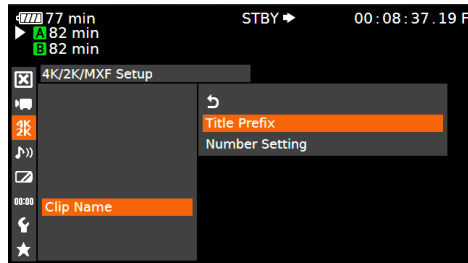 77 min STBY 00:08:37.19 F
A 82 min
B 82 min
4K/2K/MXF Setup
Title Prefix
4K
2K
Number Setting
00:00
Clip Name